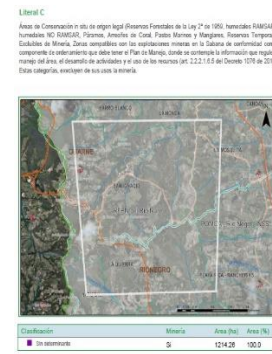 Literal C
Áreas de Conservación in situ de origen legal (Reservas Forestales de la Ley 2ª de 1959, humedales RAMSAR,
humedales NO RAMSAR, Páramos, Arrecifes de Coral, Pastos Marinos y Manglares, Reservas Temporales
Excluibles de Minería, Zonas compatibles con las explotaciones mineras en la Sabana de conformidad con
componente de ordenamiento que debe tener el Plan de Manejo, donde se contemple la información que regule
manejo del área, el desarrollo de actividades y el uso de los recursos (art. 2.2.2.1.6.5 del Decreto 1076 de 201
Estas categorías, excluyen de sus usos la minería.
GUARNE
RIONEGRO
Clasificación Minería Area (ha) Area (%)
Sin determinante Si 1214,26 100.0